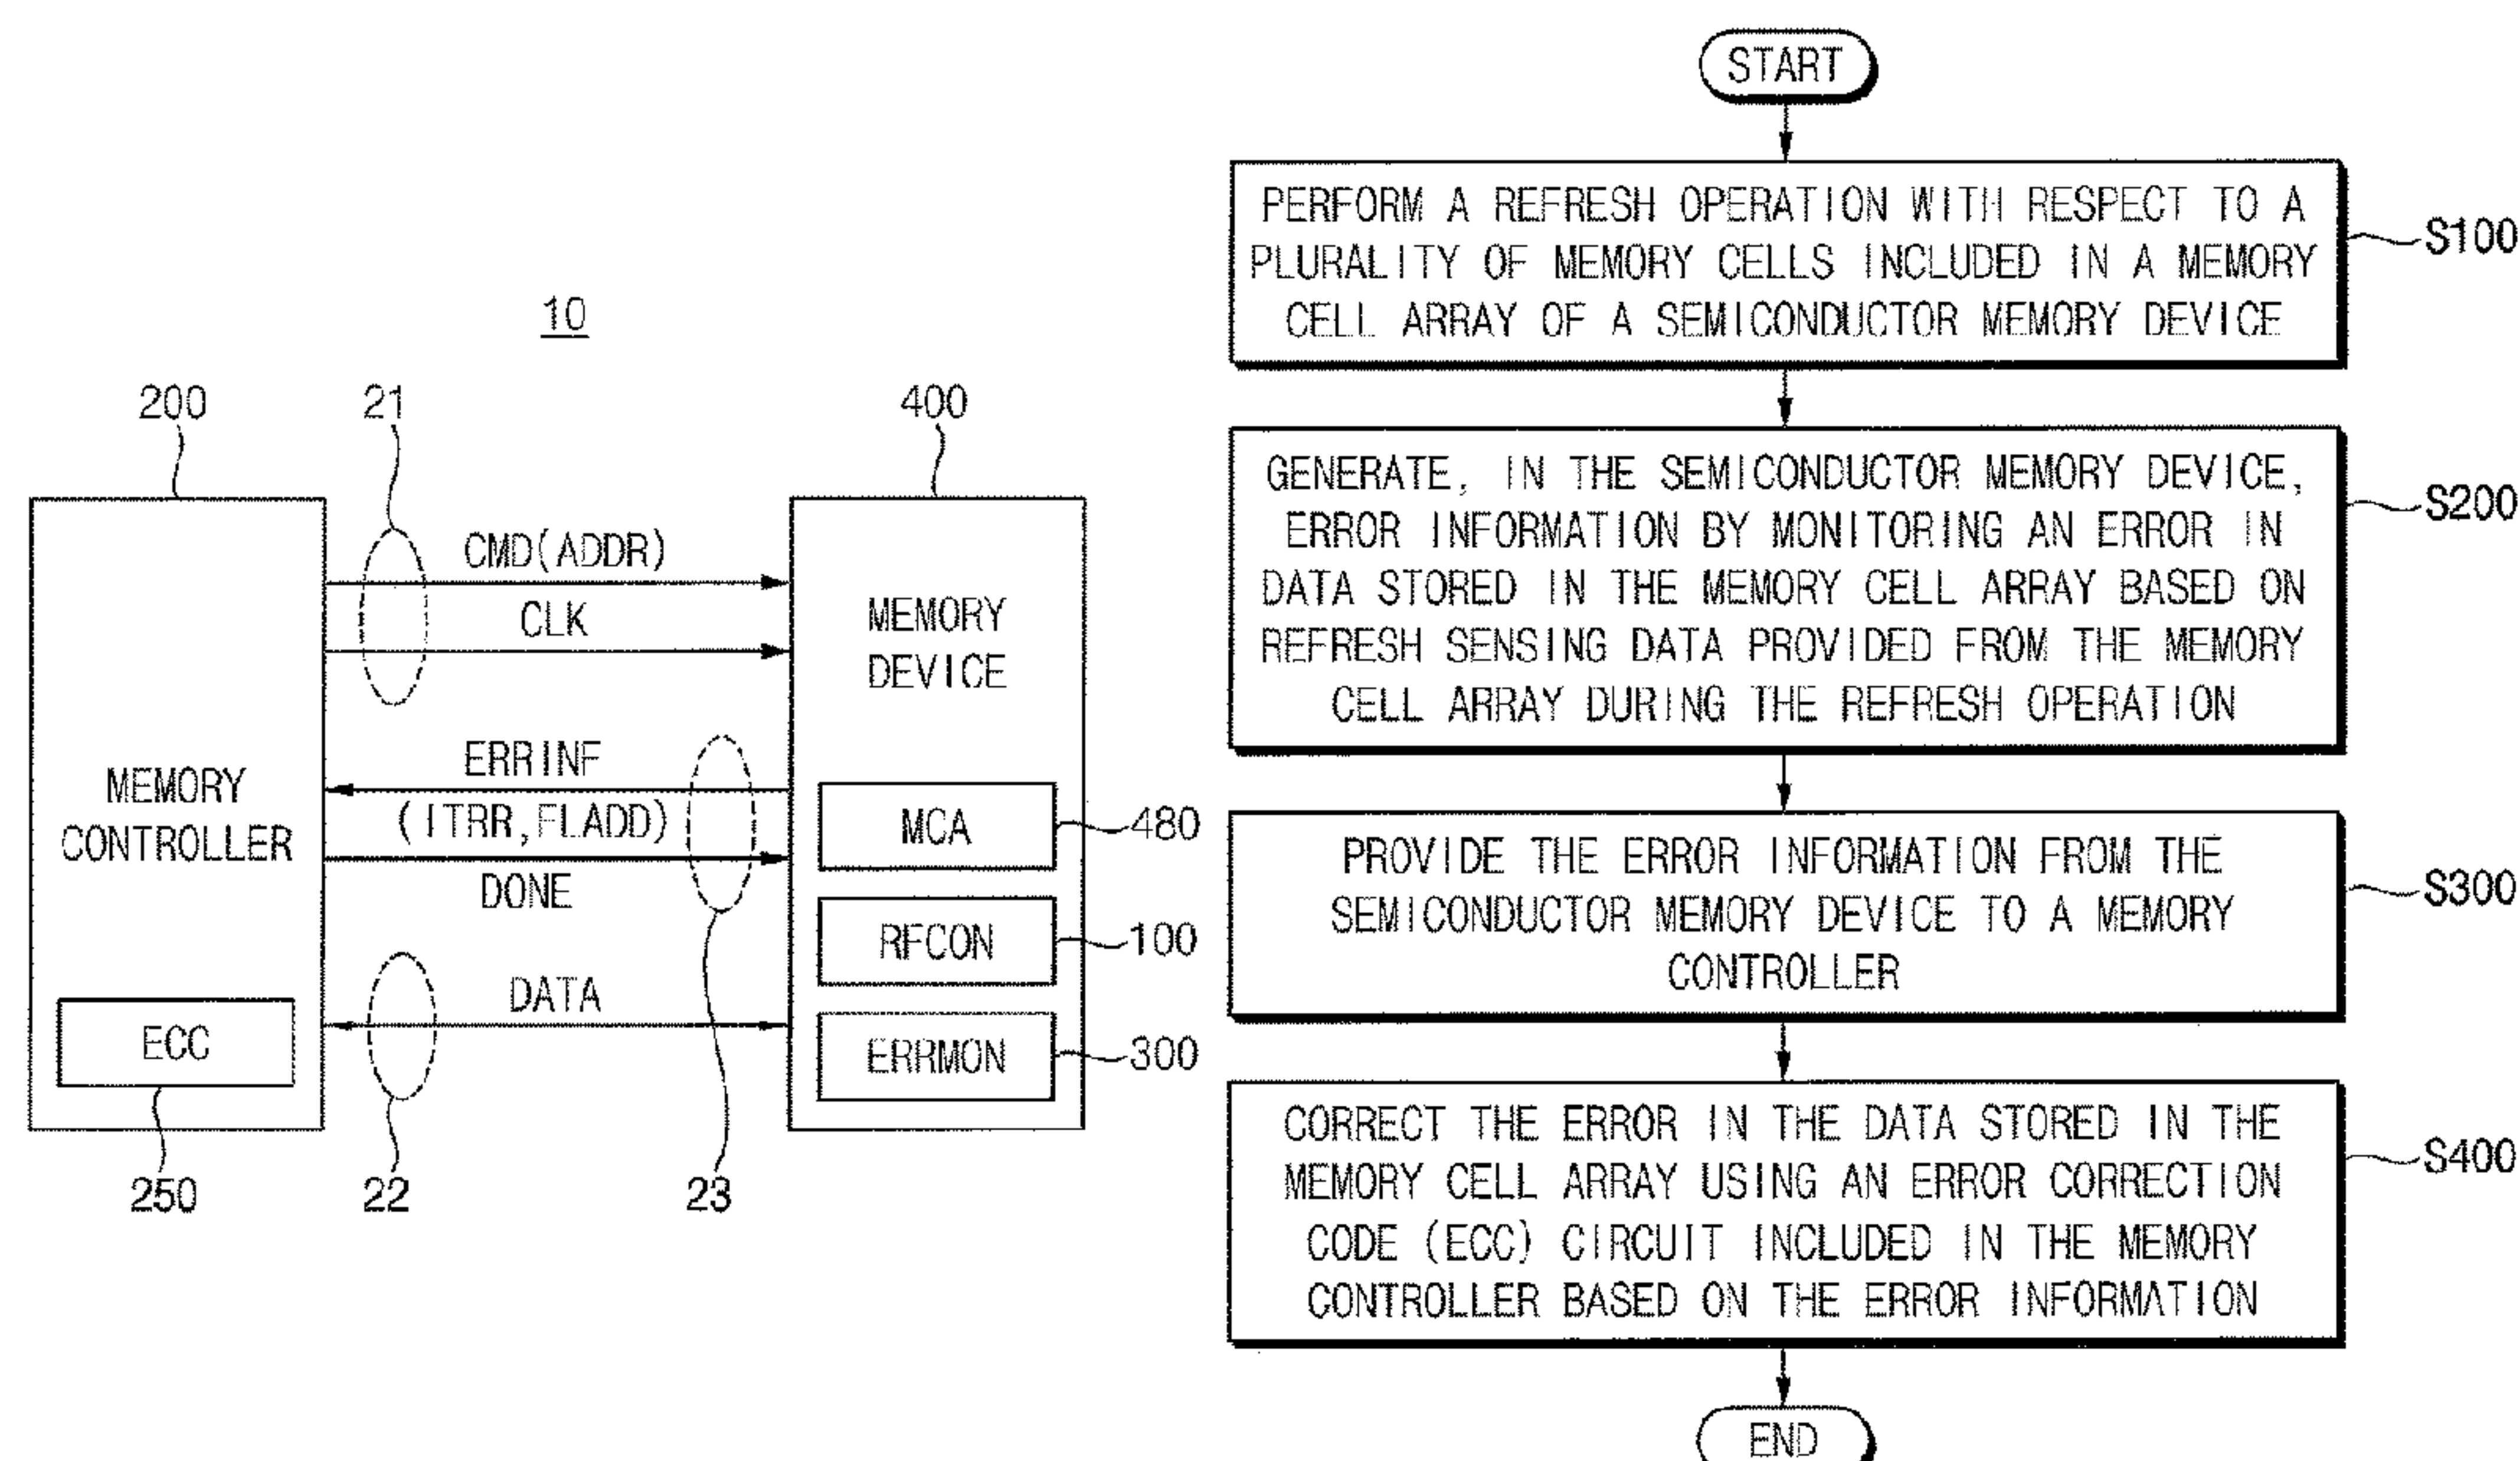 10
200
21
400
CMD(ADDR)
CLK
MEMORY
DEVICE
ERRINF
(ITRR,FLADD)
DONE
MEMORY
CONTROLLER
MCA
480
RFCON
100
DATA
ECC
ERRMON
300
250
22
23
START
PERFORM A REFRESH OPERATION WITH RESPECT TO A
PLURALITY OF MEMORY CELLS INCLUDED IN A MEMORY
CELL ARRAY OF A SEMICONDUCTOR MEMORY DEVICE
S100
GENERATE, IN THE SEMICONDUCTOR MEMORY DEVICE,
ERROR INFORMATION BY MONITORING AN ERROR IN
DATA STORED IN THE MEMORY CELL ARRAY BASED ON
REFRESH SENSING DATA PROVIDED FROM THE MEMORY
CELL ARRAY DURING THE REFRESH OPERATION
S200
PROVIDE THE ERROR INFORMATION FROM THE
SEMICONDUCTOR MEMORY DEVICE TO A MEMORY
CONTROLLER
S300
CORRECT THE ERROR IN THE DATA STORED IN THE
MEMORY CELL ARRAY USING AN ERROR CORRECTION
CODE (ECC) CIRCUIT INCLUDED IN THE MEMORY
CONTROLLER BASED ON THE ERROR INFORMATION
S400
END